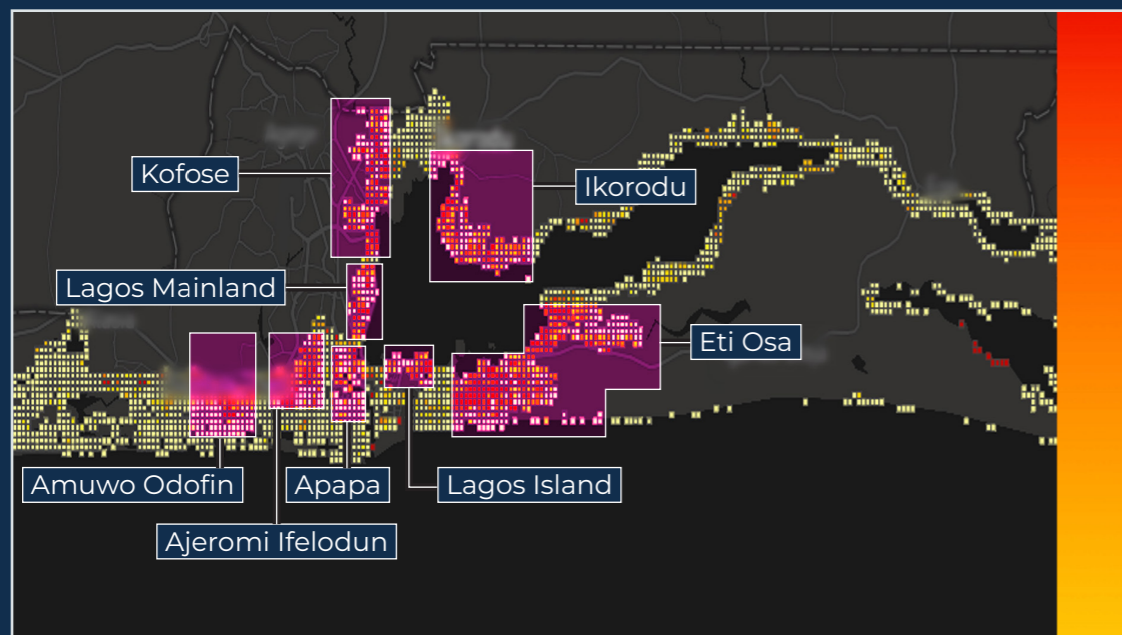 Kofose
Ikorodu
Lagos Mainland
Eti Osa
Amuwo Odofin
Apapa
Lagos Island
Ajeromi Ifelodun